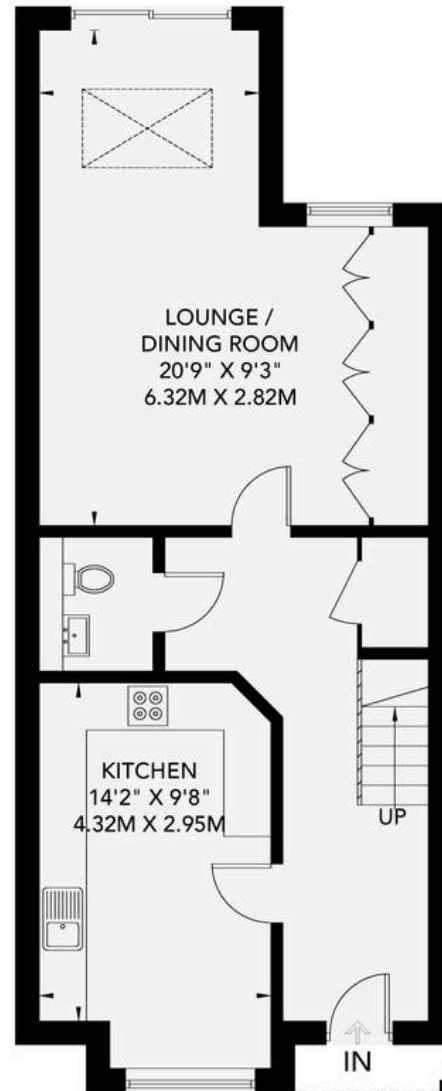 LOUNGE /
DINING ROOM
20'9" X 9'3"
6.32M X 2.82M
KITCHEN
14'2" X 9'8"
4.32M X 2.95M
UP
IN